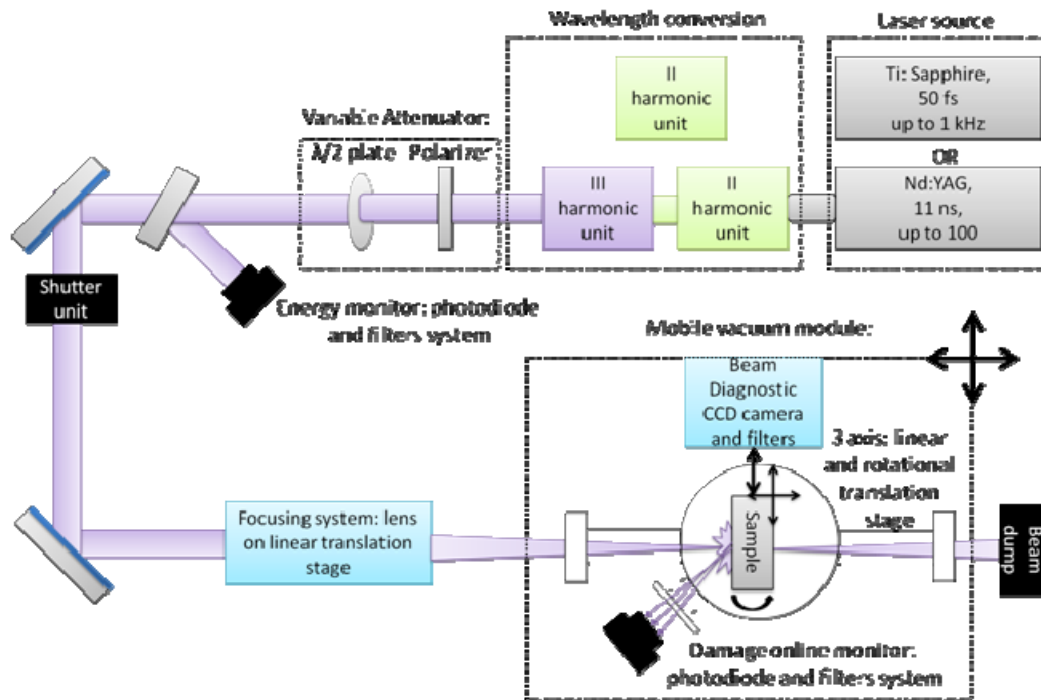 Wavelength conversion
Laser source
II
harmonic
unit
Ti: Sapphire,
50 fs
up to 1 kHz
OR
Nd:YAG,
11 ns,
up to 100
Variable Attenuator:
λ/2 plate Polarizer
III
harmonic
unit
II
harmonic
unit
Shutter
unit
Energy monitor: photodiode
and filters system
Mobile vacuum module:
Beam
Diagnostic
CCD camera
and filters
3 axis: linear
and rotational
translation
stage
Focusing system: lens
on linear translation
stage
Sample
Beam
dump
Damage online monitor:
photodiode and filters system